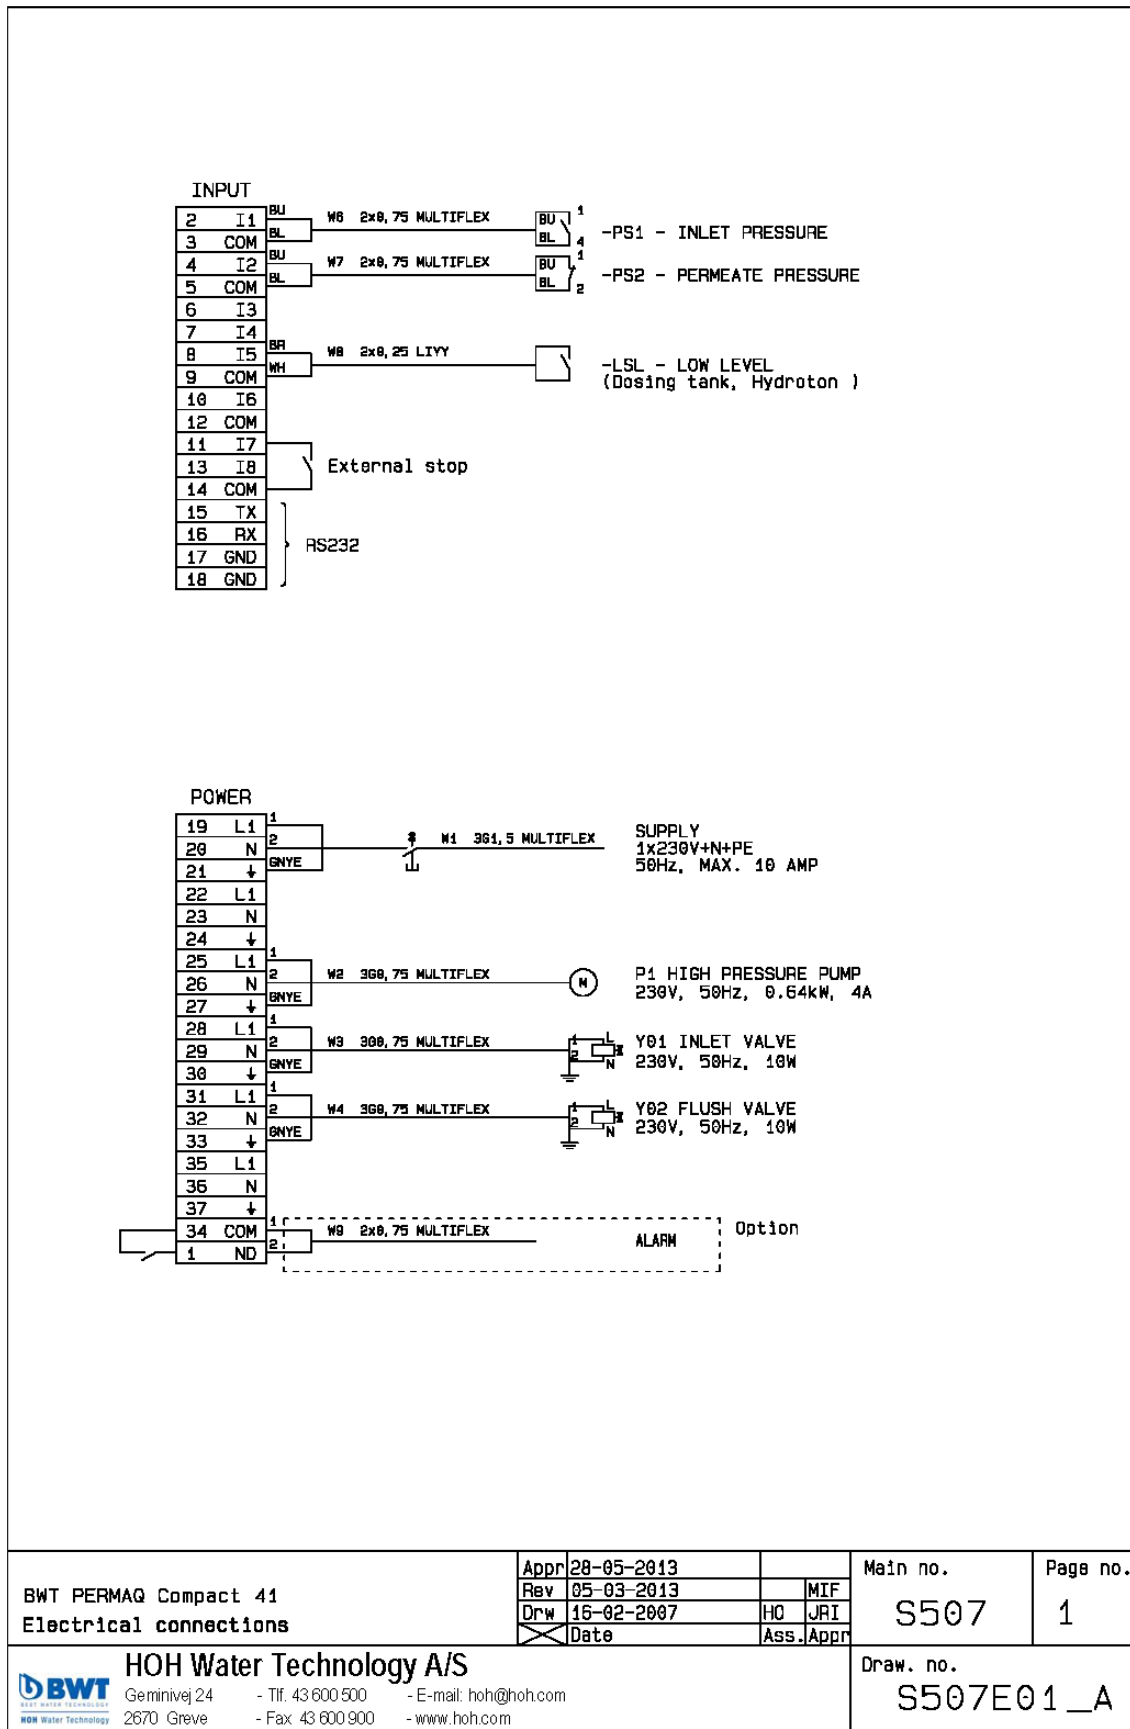 INPUT
2 I1 BU
3 COM BL
W6 2x0,75 MULTIFLEX
BU 1
BL 4
-PS1 - INLET PRESSURE
4 I2 BU
5 COM BL
W7 2x0,75 MULTIFLEX
BU 1
BL 2
-PS2 - PERMEATE PRESSURE
6 I3
7 I4
8 I5 BR
9 COM WH
W8 2x0,25 LIYY
-LSL - LOW LEVEL
(Dosing tank, Hydroton )
10 I6
12 COM
11 I7
13 I8
14 COM
External stop
15 TX
16 RX
17 GND
18 GND
RS232
POWER
19 L1 1
20 N 2
21 GNYE
W1 3G1,5 MULTIFLEX
SUPPLY
1x230V+N+PE
50Hz, MAX. 10 AMP
22 L1
23 N
24
25 L1 1
26 N 2
27 GNYE
W2 3G0,75 MULTIFLEX
M
P1 HIGH PRESSURE PUMP
230V, 50Hz, 0.64kW, 4A
28 L1 1
29 N 2
30 GNYE
W3 3G0,75 MULTIFLEX
1 L
2 N
Y01 INLET VALVE
230V, 50Hz, 10W
31 L1 1
32 N 2
33 GNYE
W4 3G0,75 MULTIFLEX
1 L
2 N
Y02 FLUSH VALVE
230V, 50Hz, 10W
35 L1
36 N
37
34 COM 1
1 NO 2
W9 2x0,75 MULTIFLEX
ALARM
Option
BWT PERMAQ Compact 41
Electrical connections
Appr 28-05-2013
Rev 05-03-2013 MIF
Drw 16-02-2007 HO JRI
Date Ass. Appr
Main no.
S507
Page no.
1
BWT
BEST WATER TECHNOLOGY
HOH Water Technology
HOH Water Technology A/S
Geminivej 24 - Tlf. 43 600 500 - E-mail: hoh@hoh.com
2670 Greve - Fax 43 600 900 - www.hoh.com
Draw. no.
S507E01_A